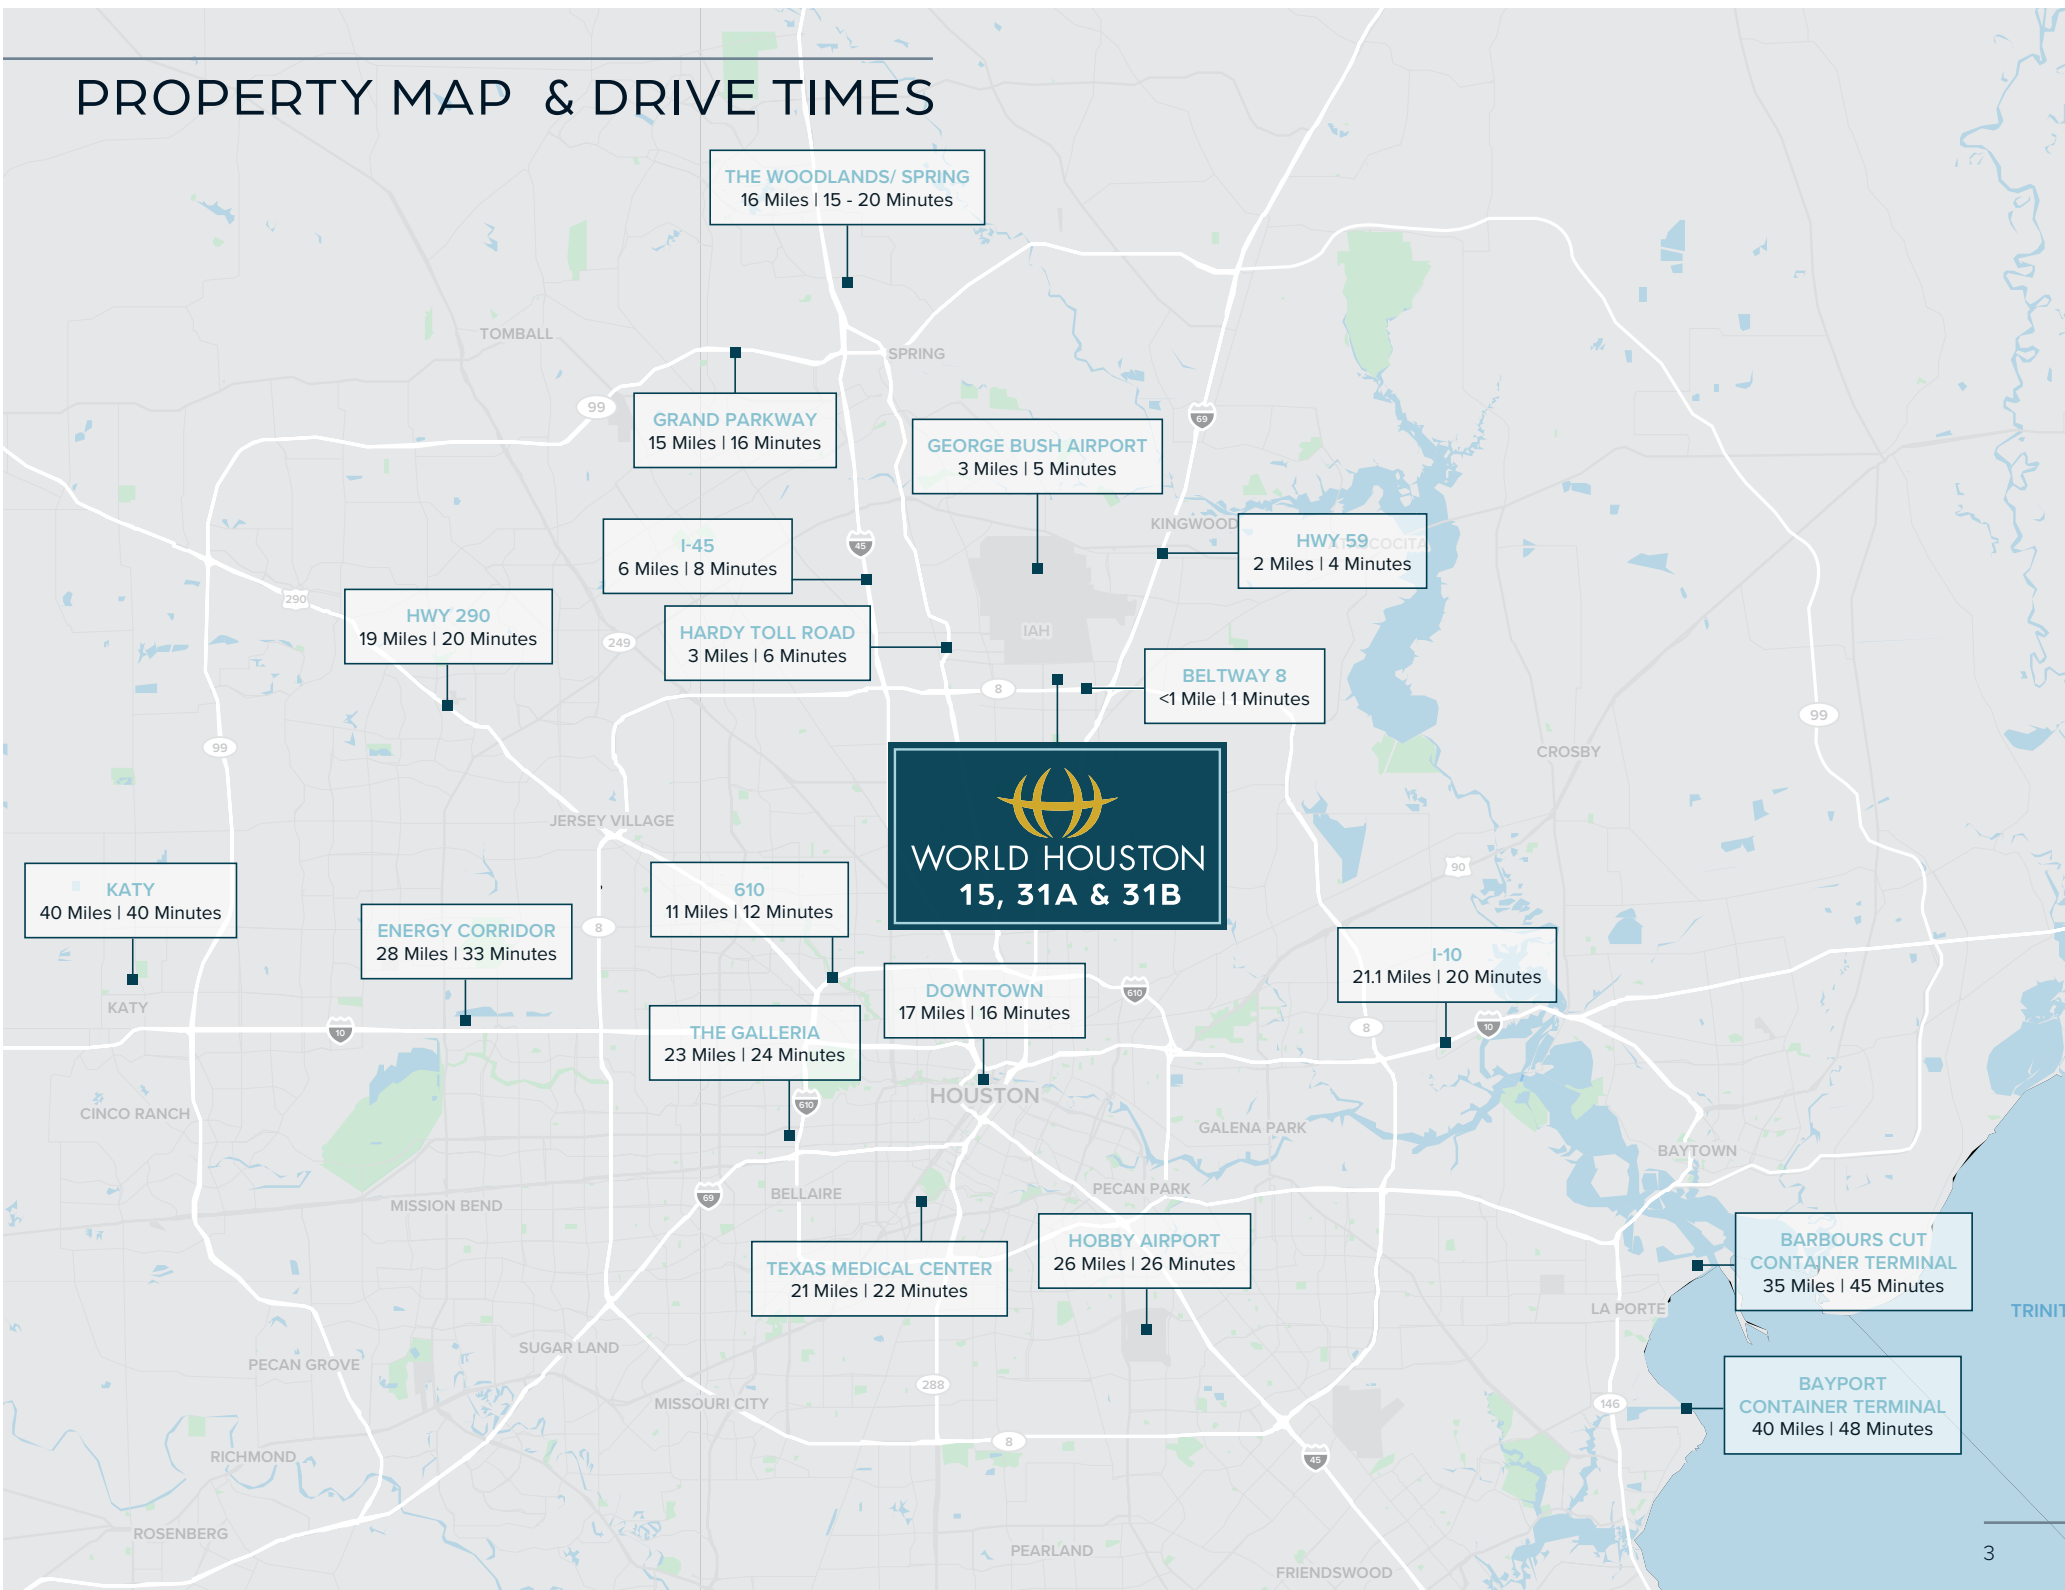 PROPERTY MAP & DRIVE TIMES
THE WOODLANDS/ SPRING
16 Miles | 15 - 20 Minutes
TOMBALL
SPRING
99
GRAND PARKWAY
15 Miles | 16 Minutes
69
GEORGE BUSH AIRPORT
3 Miles | 5 Minutes
KINGWOOD
HWY 59
2 Miles | 4 Minutes
I-45
6 Miles | 8 Minutes
45
290
HWY 290
19 Miles | 20 Minutes
249
HARDY TOLL ROAD
3 Miles | 6 Minutes
IAH
BELTWAY 8
<1 Mile | 1 Minutes
8
99
99
CROSBY
JERSEY VILLAGE
WORLD HOUSTON
15, 31A & 31B
90
KATY
40 Miles | 40 Minutes
ENERGY CORRIDOR
28 Miles | 33 Minutes
8
610
11 Miles | 12 Minutes
I-10
21.1 Miles | 20 Minutes
DOWNTOWN
17 Miles | 16 Minutes
610
KATY
10
THE GALLERIA
23 Miles | 24 Minutes
8
10
HOUSTON
610
CINCO RANCH
GALENA PARK
BAYTOWN
MISSION BEND
69
BELLAIRE
PECAN PARK
TEXAS MEDICAL CENTER
21 Miles | 22 Minutes
HOBBY AIRPORT
26 Miles | 26 Minutes
BARBOURS CUT
CONTAINER TERMINAL
35 Miles | 45 Minutes
LA PORTE
TRINIT
SUGAR LAND
PECAN GROVE
288
MISSOURI CITY
146
BAYPORT
CONTAINER TERMINAL
40 Miles | 48 Minutes
8
45
RICHMOND
ROSENBERG
PEARLAND
FRIENDSWOOD
3